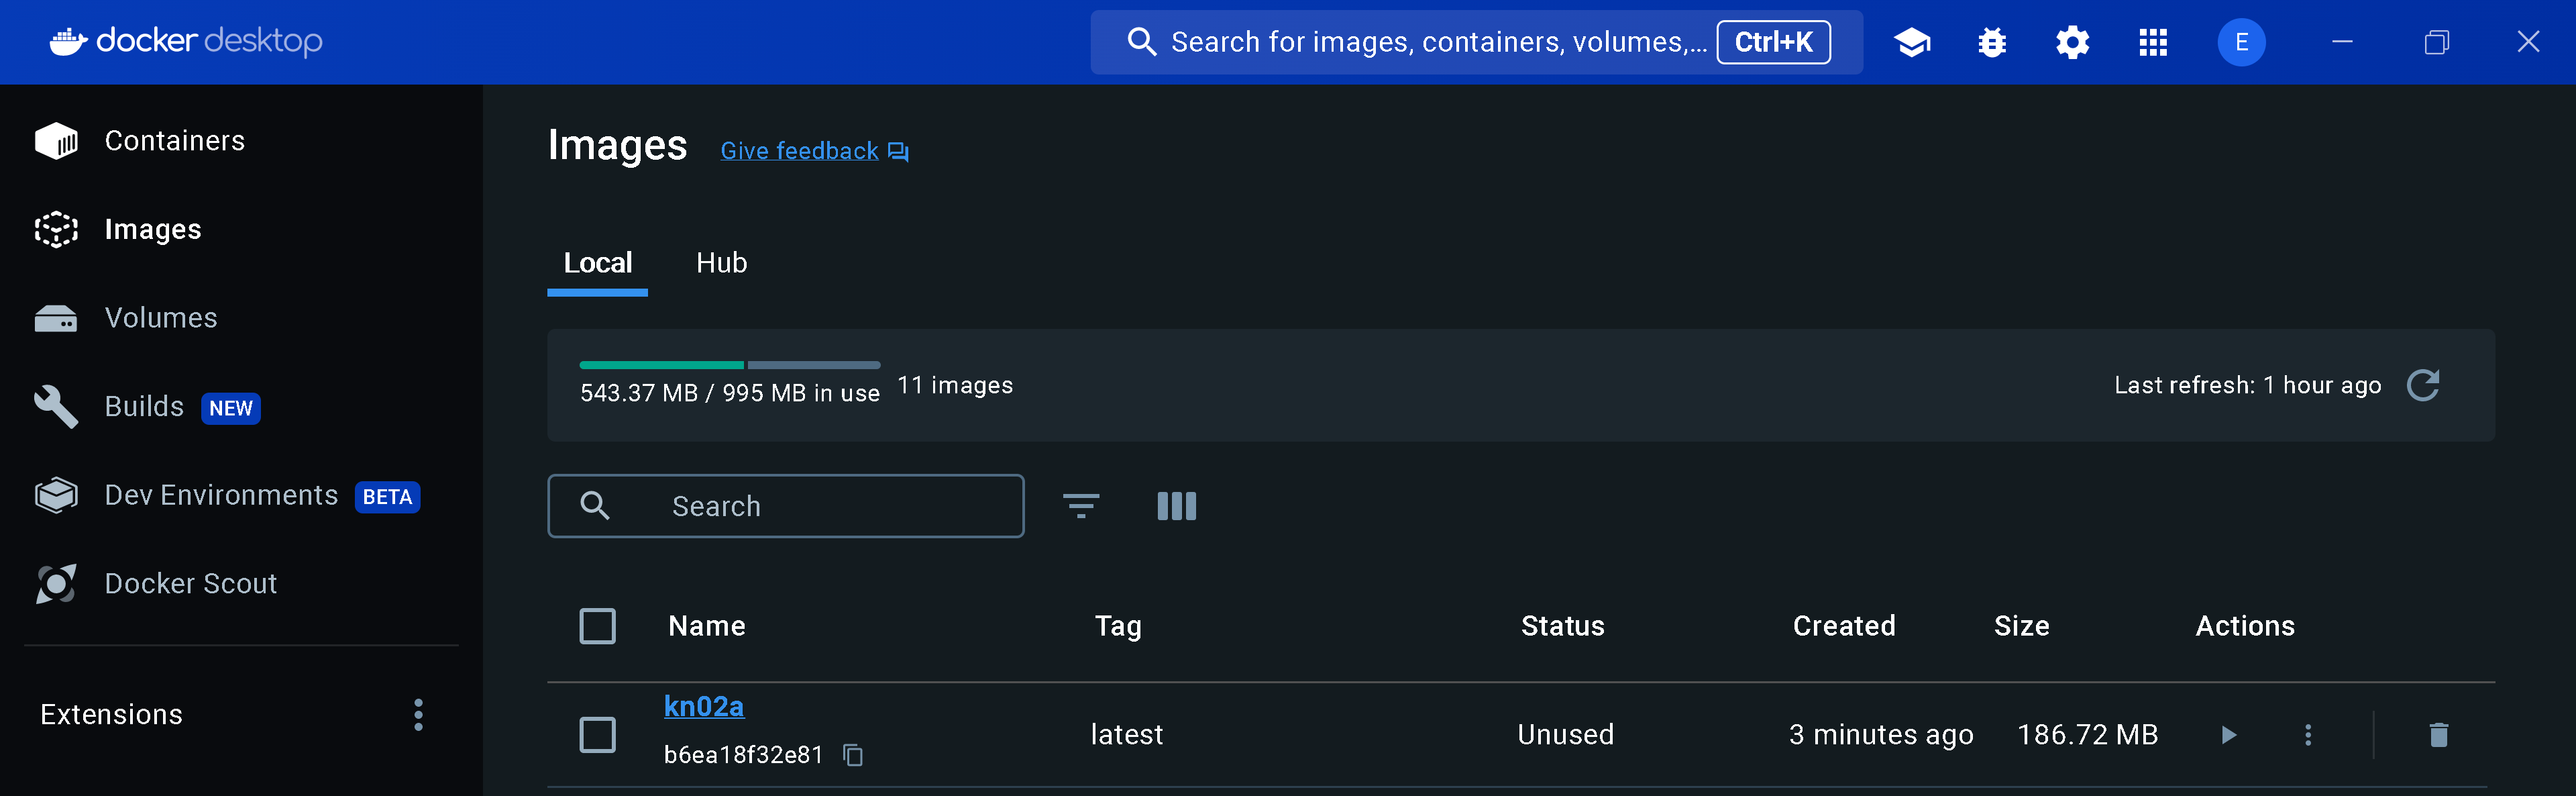 docker desktop
Search for images, containers, volumes,... Ctrl+K
E
Containers
Images
Volumes
Builds NEW
Dev Environments BETA
Docker Scout
Extensions
Images Give feedback
Local Hub
543.37 MB / 995 MB in use 11 images
Last refresh: 1 hour ago
Search
Name Tag Status Created Size Actions
kn02a
b6ea18f32e81
latest Unused 3 minutes ago 186.72 MB